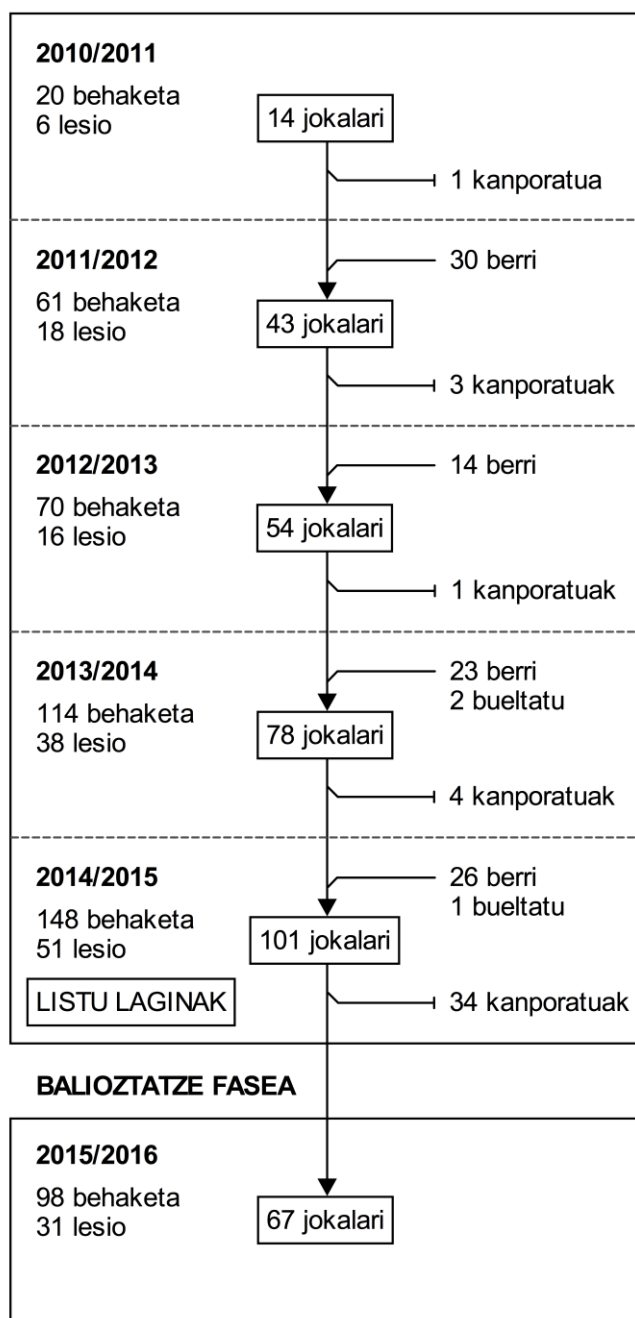 2010/2011
20 behaketa
6 lesio
14 jokalari
1 kanporatua
2011/2012
30 berri
61 behaketa
18 lesio
43 jokalari
3 kanporatuak
2012/2013
14 berri
70 behaketa
16 lesio
54 jokalari
1 kanporatuak
2013/2014
23 berri
2 bueltatu
114 behaketa
38 lesio
78 jokalari
4 kanporatuak
2014/2015
26 berri
1 bueltatu
148 behaketa
51 lesio
101 jokalari
LISTU LAGINAK
34 kanporatuak
BALIOZTATZE FASEA
2015/2016
98 behaketa
31 lesio
67 jokalari